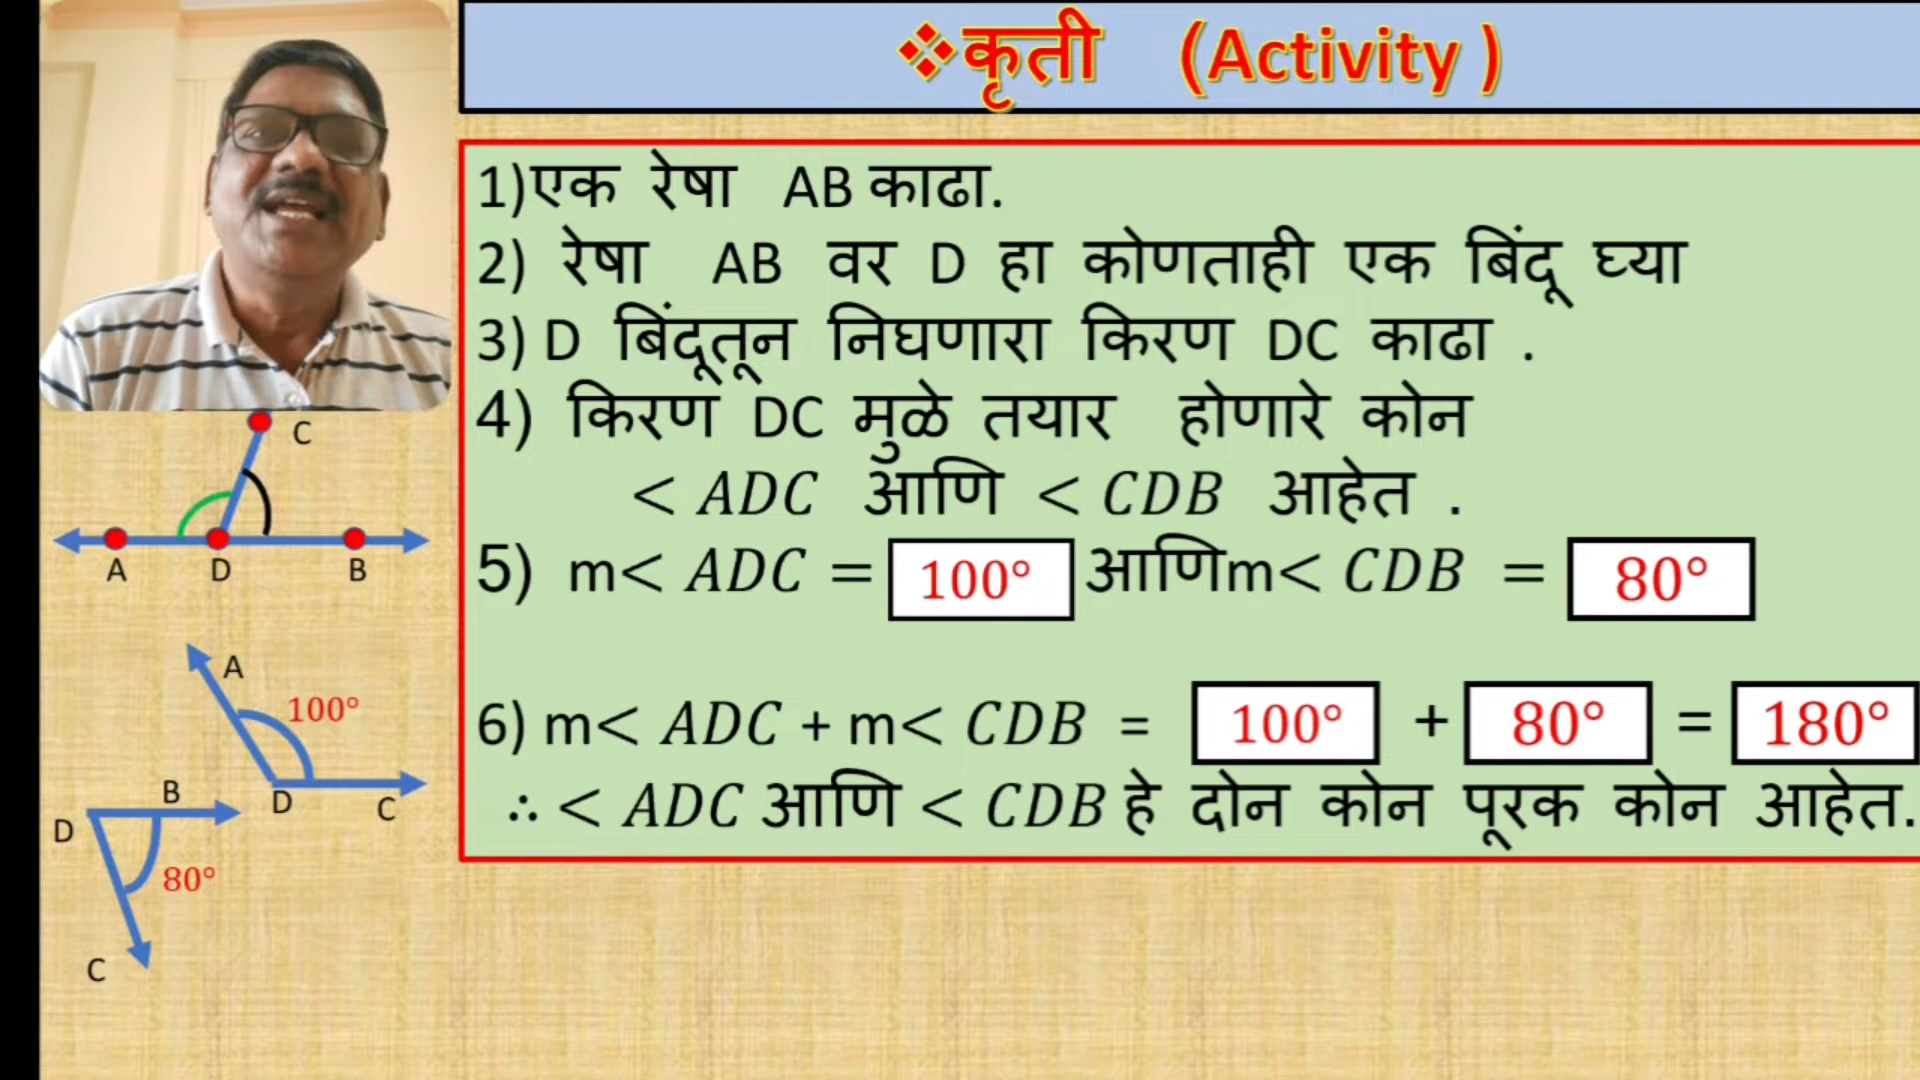 ❖कृती (Activity )
1)एक रेषा AB काढा.
2) रेषा AB वर D हा कोणताही एक बिंदू घ्या
3) D बिंदूतून निघणारा किरण DC काढा .
4) किरण DC मुळे तयार होणारे कोन
< ADC आणि < CDB आहेत .
5) m< ADC = 100° आणिm< CDB = 80°
6) m< ADC + m< CDB = 100° + 80° = 180°
∴ < ADC आणि < CDB हे दोन कोन पूरक कोन आहेत.
C
A D B
A
100°
D C
B
D
80°
C